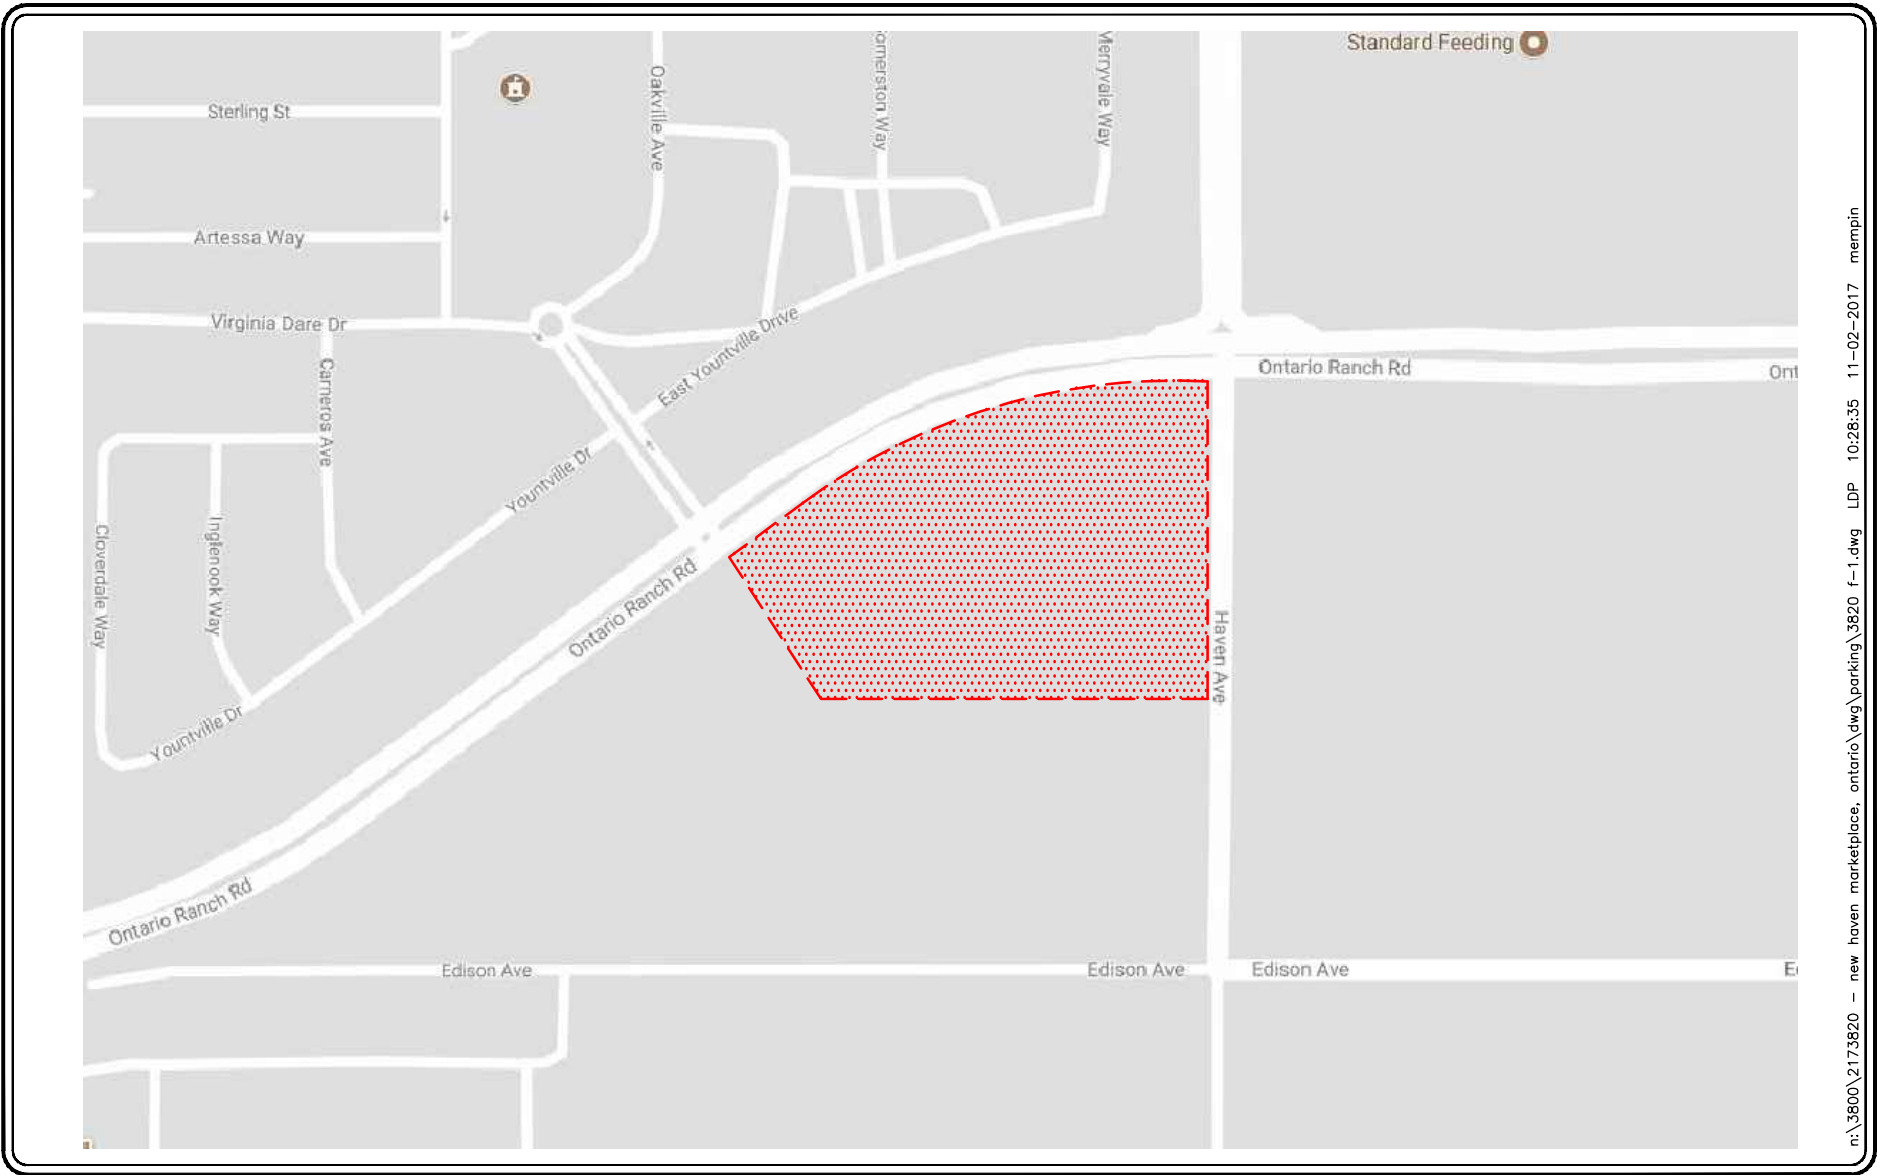 Standard Feeding
Oakville Ave
omerston Way
Merryvale Way
Sterling St
Artessa Way
Virginia Dare Dr
East Yountville Drive
Carneros Ave
Ontario Ranch Rd
Ont
Yountville Dr
Cloverdale Way
Inglenook Way
Ontario Ranch Rd
Haven Ave
Yountville Dr
Ontario Ranch Rd
Edison Ave
Edison Ave
Edison Ave
n:\3800\2173820 - new haven marketplace, ontario\dwg\parking\3820 f-1.dwg LDP 10:28:35 11-02-2017 mempin